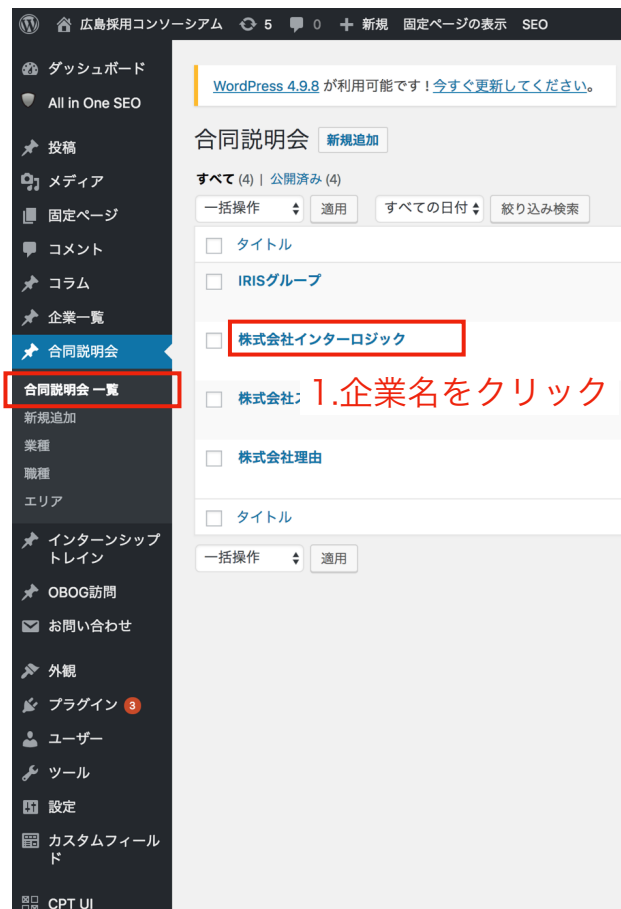 広島採用コンソーシアム 5 0 新規 固定ページの表示 SEO
ダッシュボード
All in One SEO
投稿
メディア
固定ページ
コメント
コラム
企業一覧
合同説明会
合同説明会 一覧
新規追加
業種
職種
エリア
インターンシップ
トレイン
OBOG訪問
お問い合わせ
外観
プラグイン 3
ユーザー
ツール
設定
カスタムフィール
ド
CPT UI
WordPress 4.9.8 が利用可能です ! 今すぐ更新してください。
合同説明会 新規追加
すべて (4) | 公開済み (4)
一括操作 適用 すべての日付 絞り込み検索
タイトル
IRISグループ
株式会社インターロジック
株式会社
1.企業名をクリック
株式会社理由
タイトル
一括操作 適用